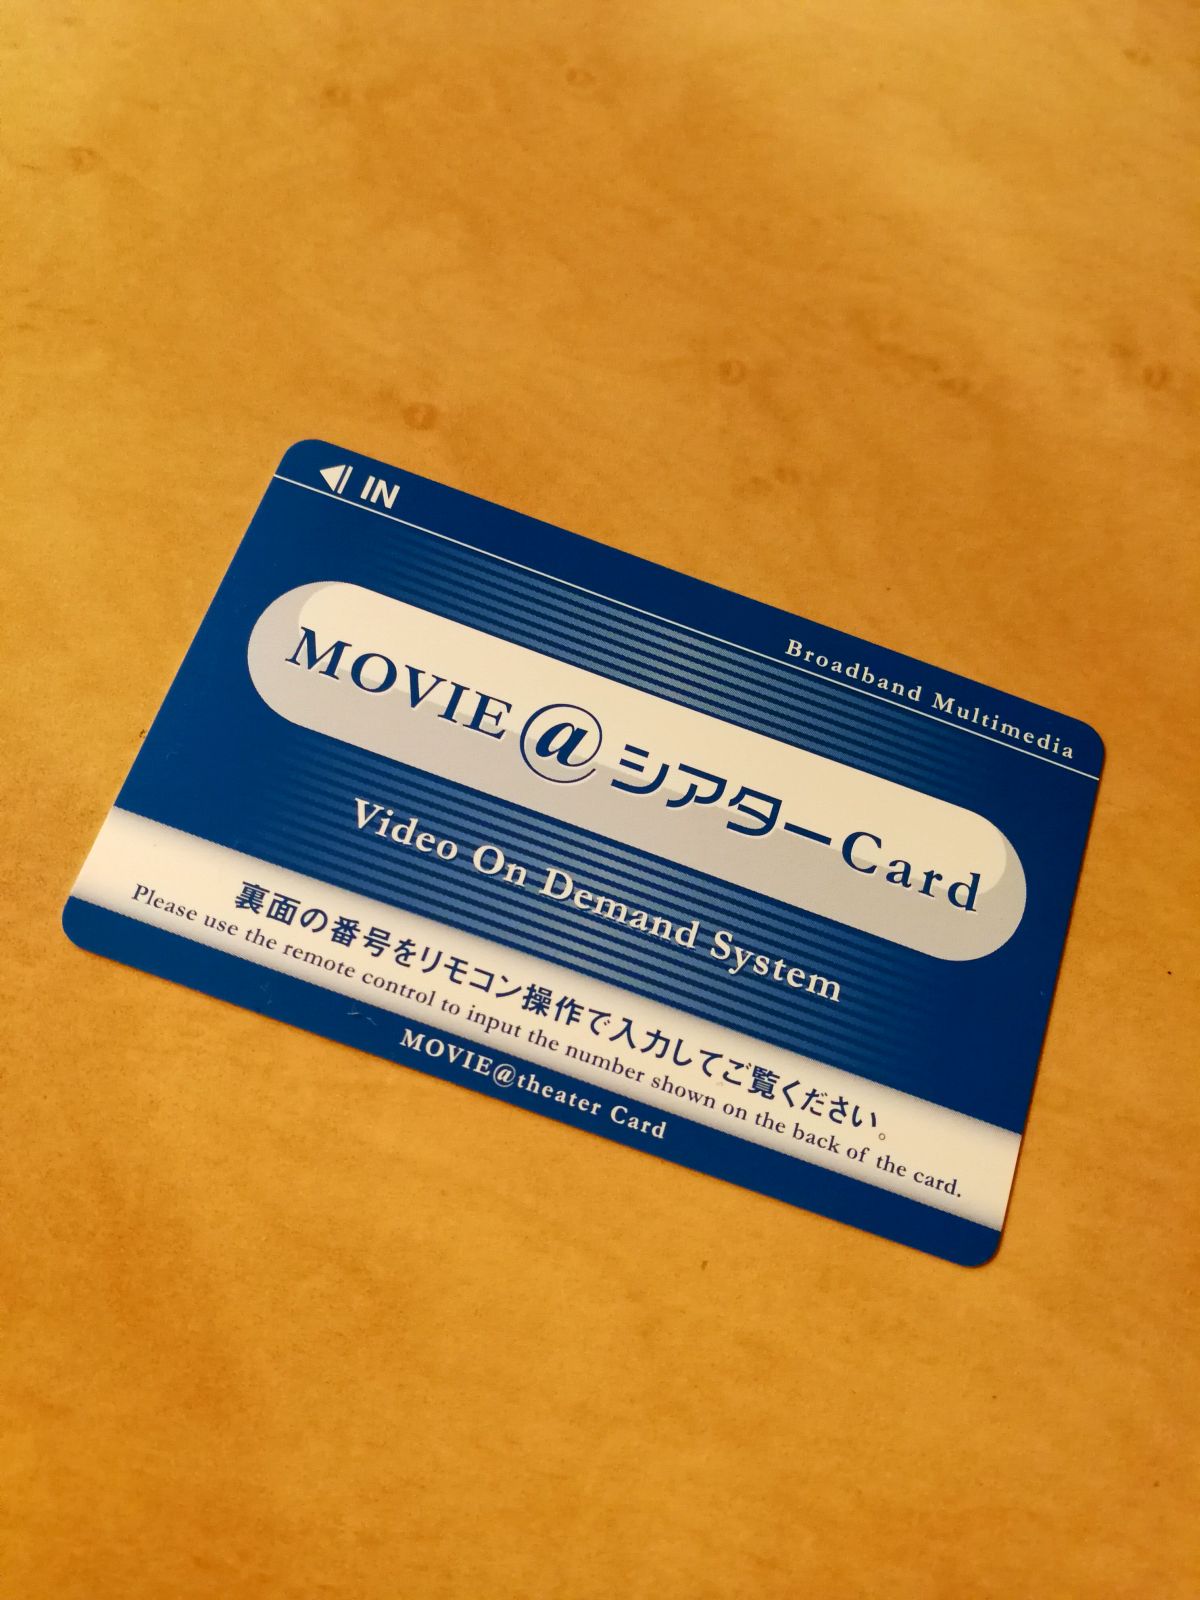 ◁| IN
Broadband Multimedia
MOVIE@シアターCard
Video On Demand System
裏面の番号をリモコン操作で入力してご覧ください。
Please use the remote control to input the number shown on the back of the card.
MOVIE@theater Card